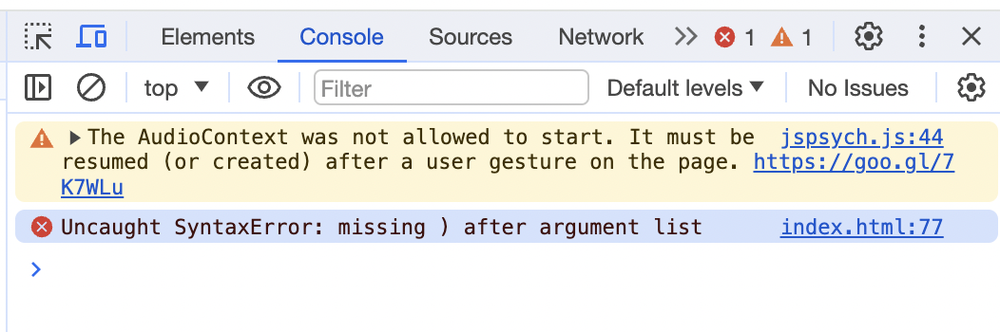 Elements Console Sources Network 1 1
top Filter Default levels No Issues
The AudioContext was not allowed to start. It must be jspsych.js:44
resumed (or created) after a user gesture on the page. https://goo.gl/7
K7WLu
Uncaught SyntaxError: missing ) after argument list index.html:77